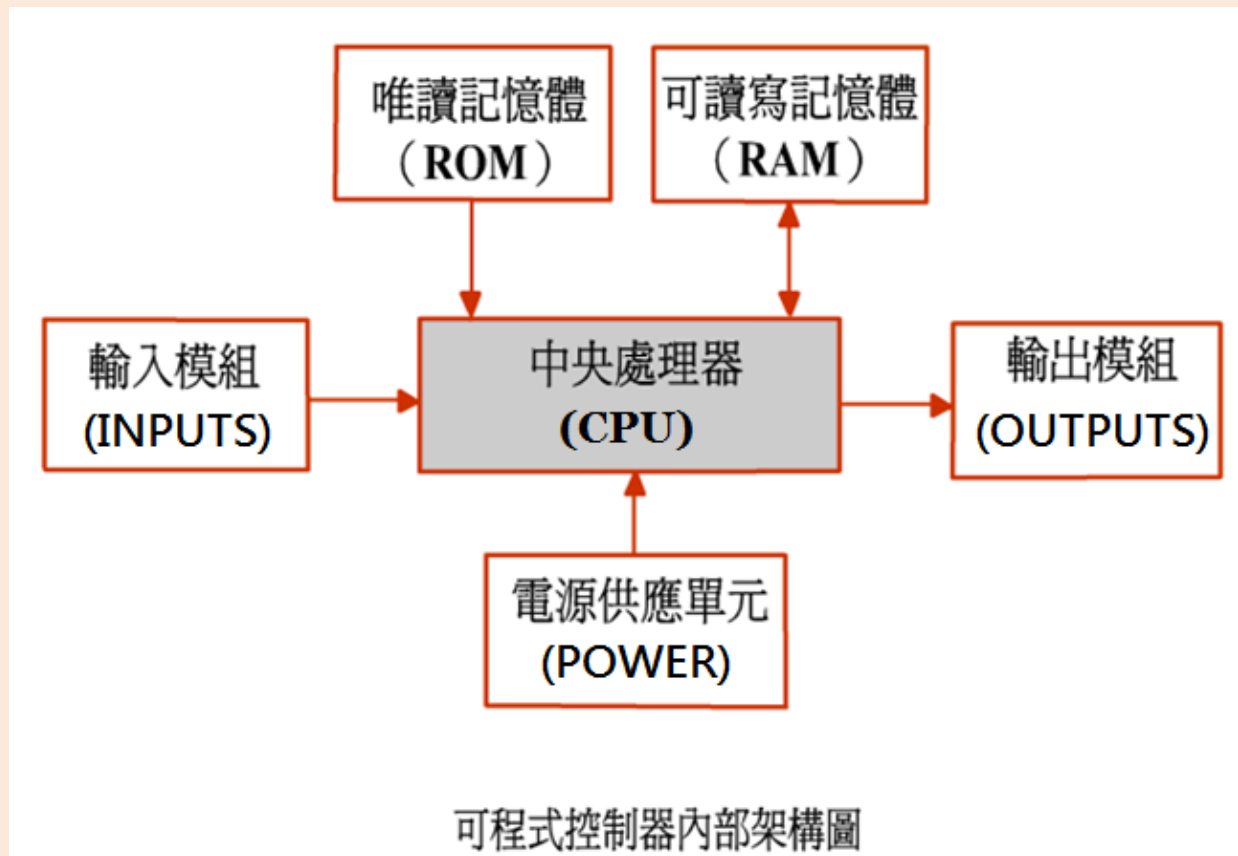 唯讀記憶體
（ROM）
可讀寫記憶體
（RAM）
輸入模組
(INPUTS)
中央處理器
(CPU)
輸出模組
(OUTPUTS)
電源供應單元
(POWER)
可程式控制器內部架構圖